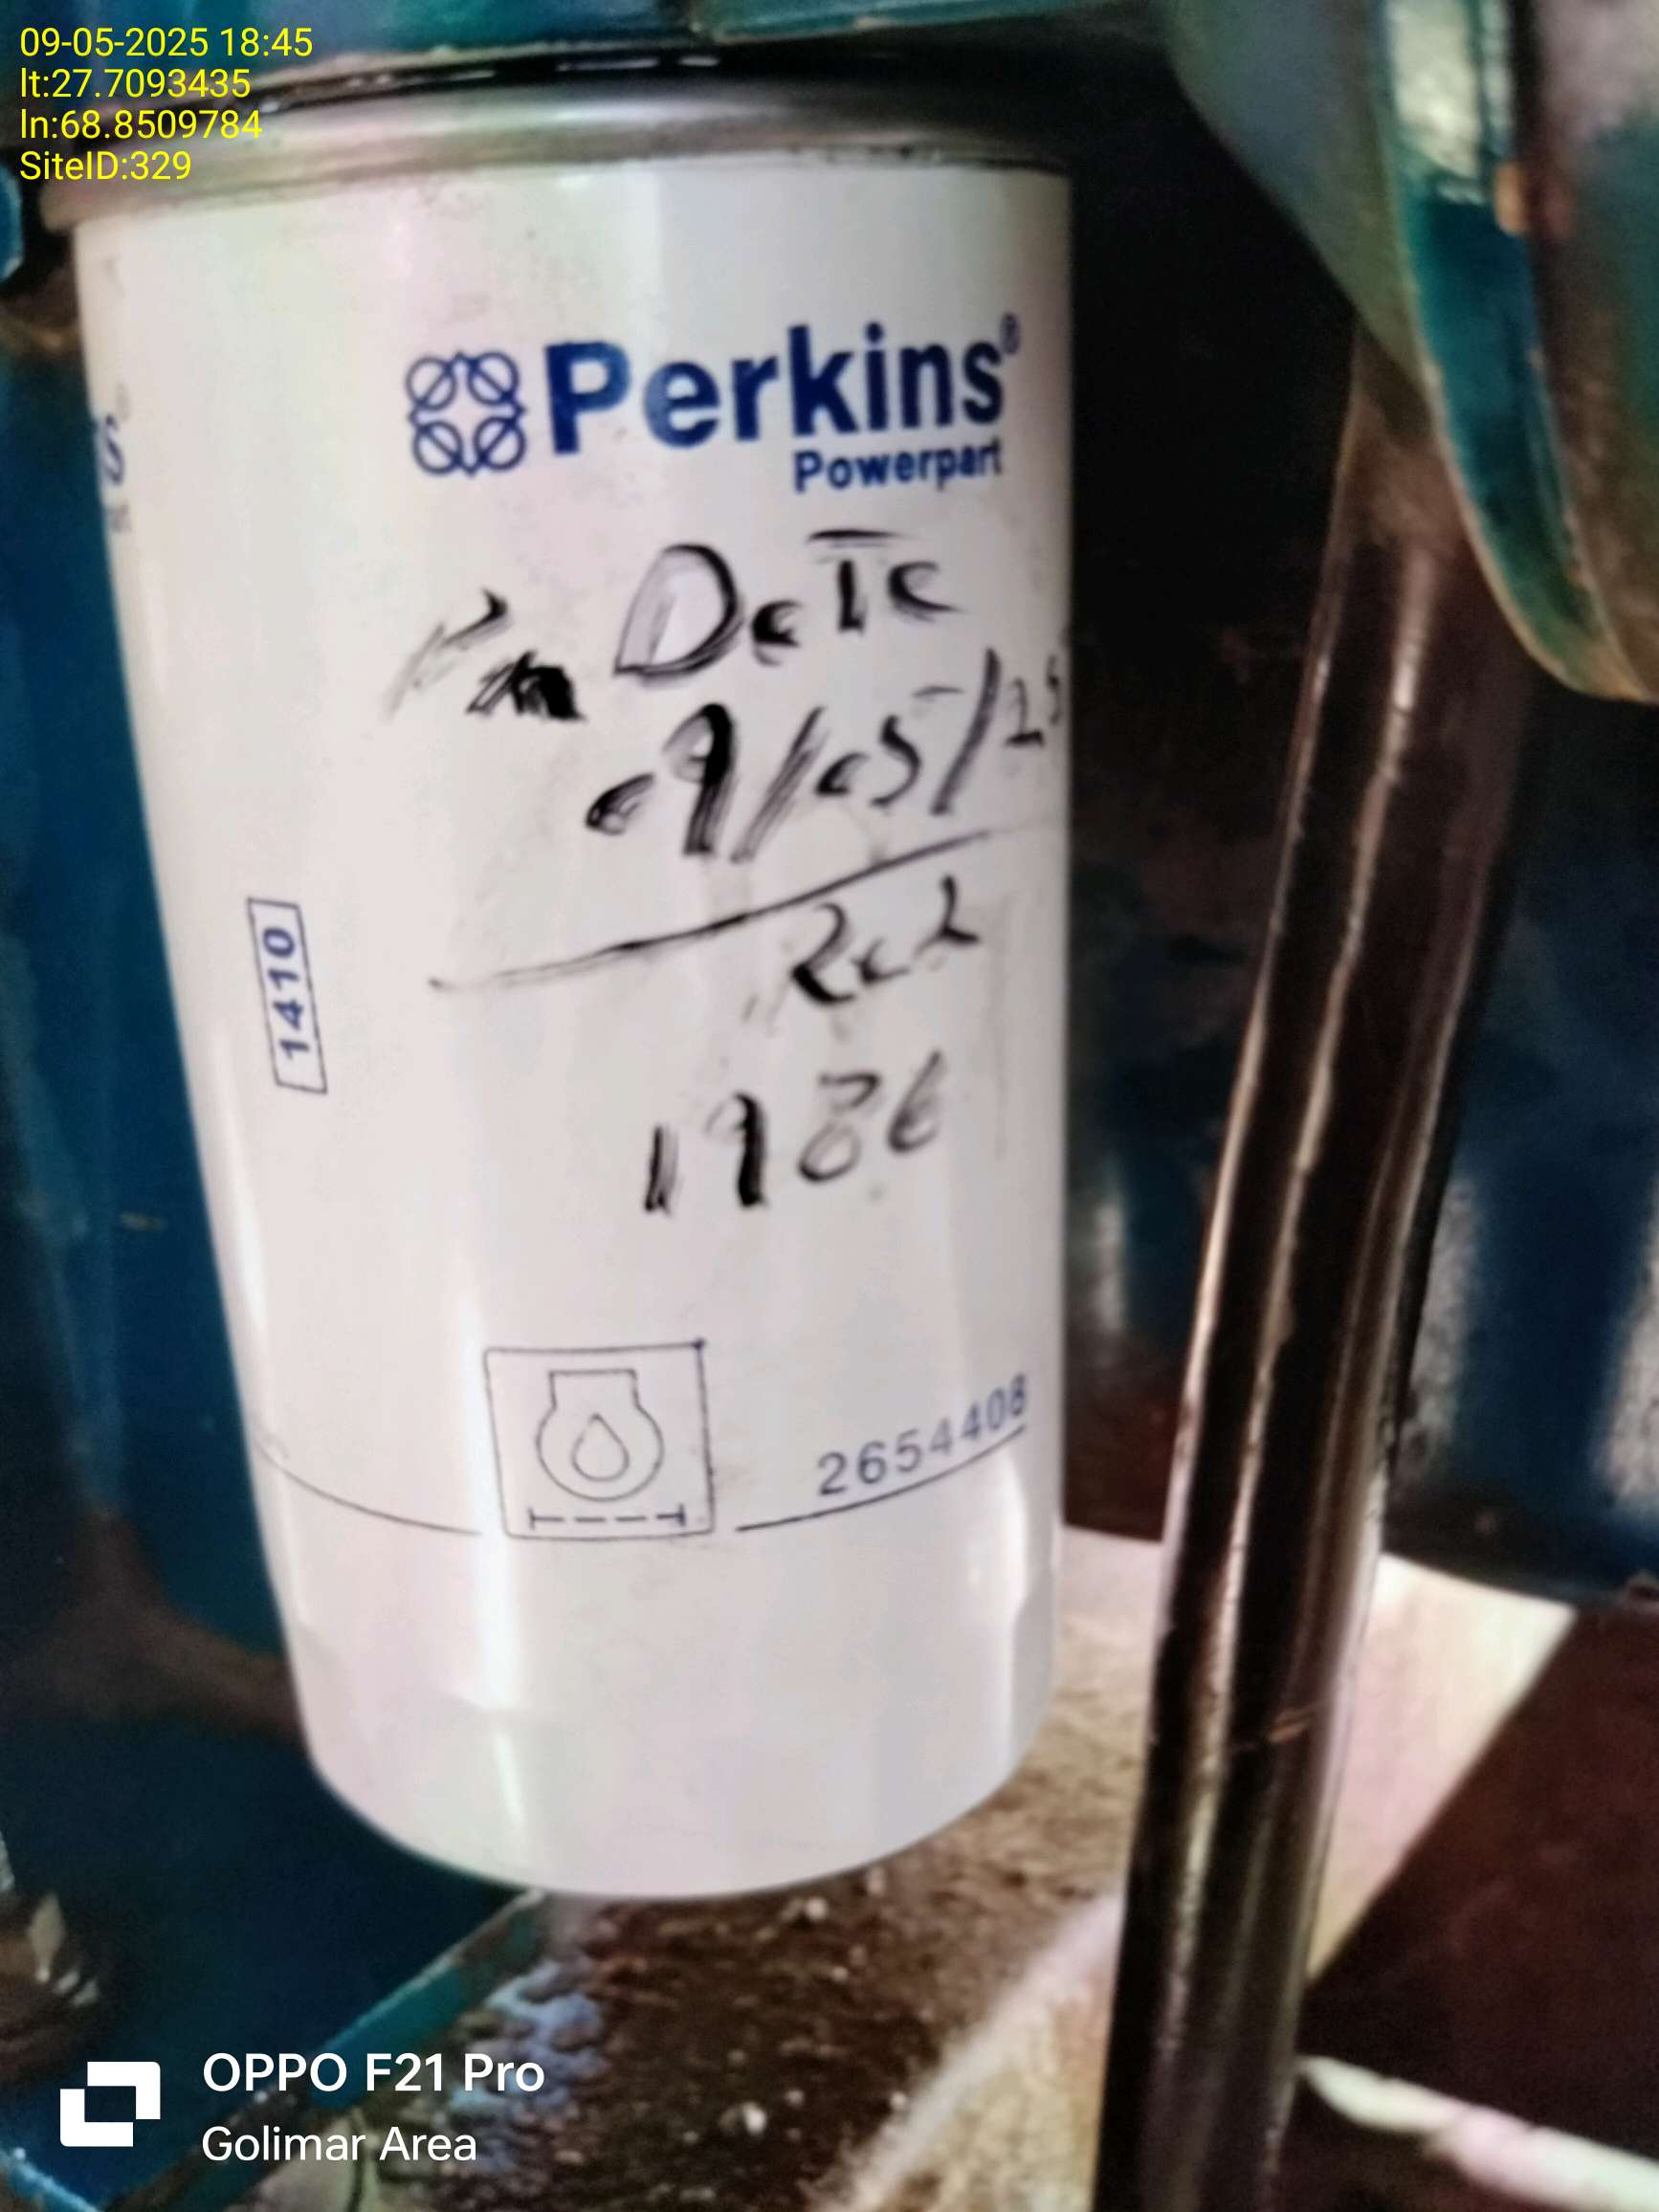 09-05-2025 18:45
lt:27.7093435
ln:68.8509784
SiteID:329
Perkins®
Powerpart
Pm Date
09/05/25
1986
1410
2654408
OPPO F21 Pro
Golimar Area